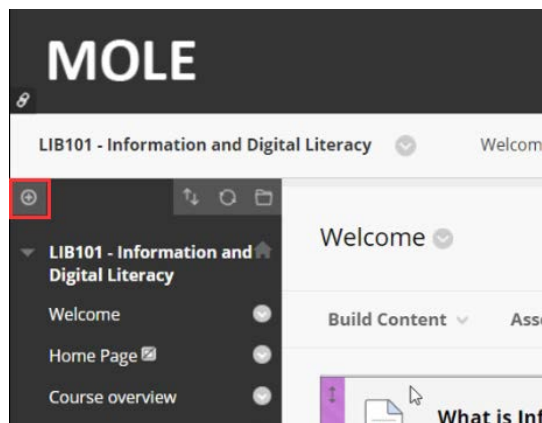 MOLE
LIB101 - Information and Digital Literacy
Welcom
LIB101 - Information and
Digital Literacy
Welcome
Home Page
Course overview
Welcome
Build Content
Ass
What is Inf